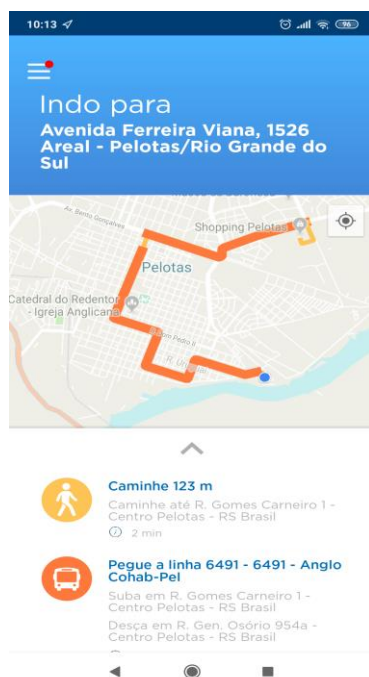 10:13
96
Indo para
Avenida Ferreira Viana, 1526
Areal - Pelotas/Rio Grande do
Sul
Av. Bento Gonçalves
Shopping Pelotas
Pelotas
Catedral do Redentor
- Igreja Anglicana
Pedro II
Caminhe 123 m
Caminhe até R. Gomes Carneiro 1 -
Centro Pelotas - RS Brasil
2 min
Pegue a linha 6491 - 6491 - Anglo
Cohab-Pel
Suba em R. Gomes Carneiro 1 -
Centro Pelotas - RS Brasil
Desça em R. Gen. Osório 954a -
Centro Pelotas - RS Brasil